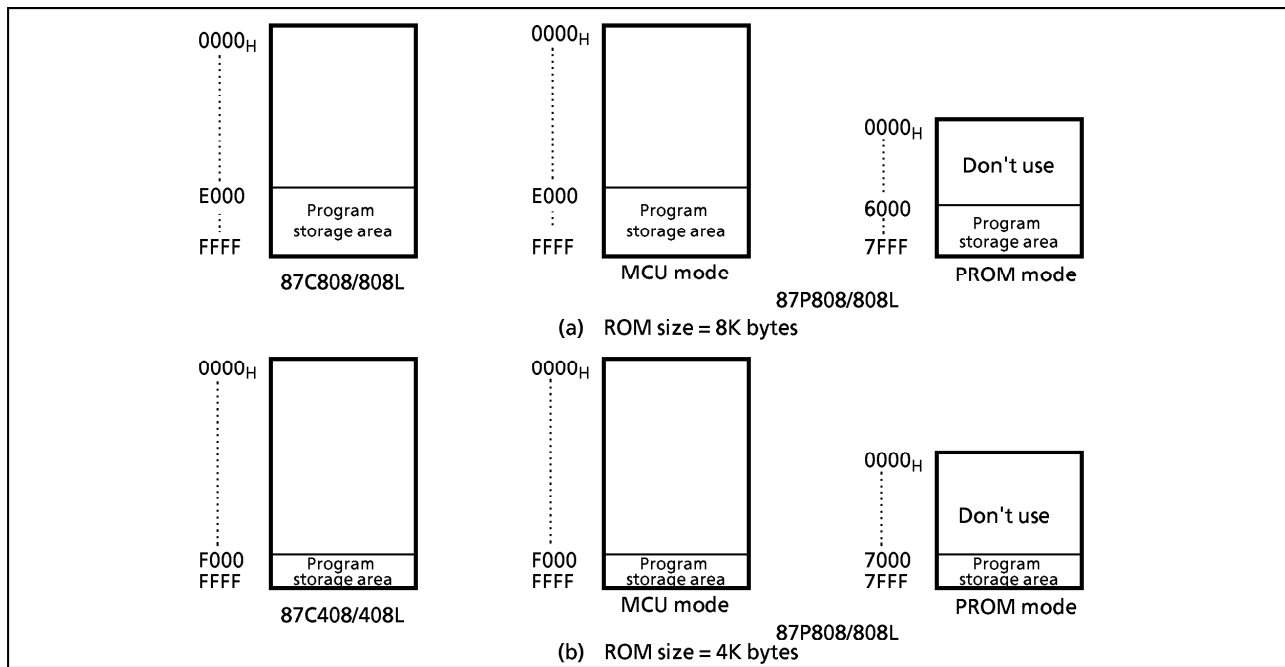 0000H
E000
FFFF
Program
storage area
87C808/808L
0000H
E000
FFFF
Program
storage area
MCU mode
0000H
6000
7FFF
Don't use
Program
storage area
PROM mode
87P808/808L
(a) ROM size = 8K bytes
0000H
F000
FFFF
Program
storage area
87C408/408L
0000H
F000
FFFF
Program
storage area
MCU mode
0000H
7000
7FFF
Don't use
Program
storage area
PROM mode
87P808/808L
(b) ROM size = 4K bytes